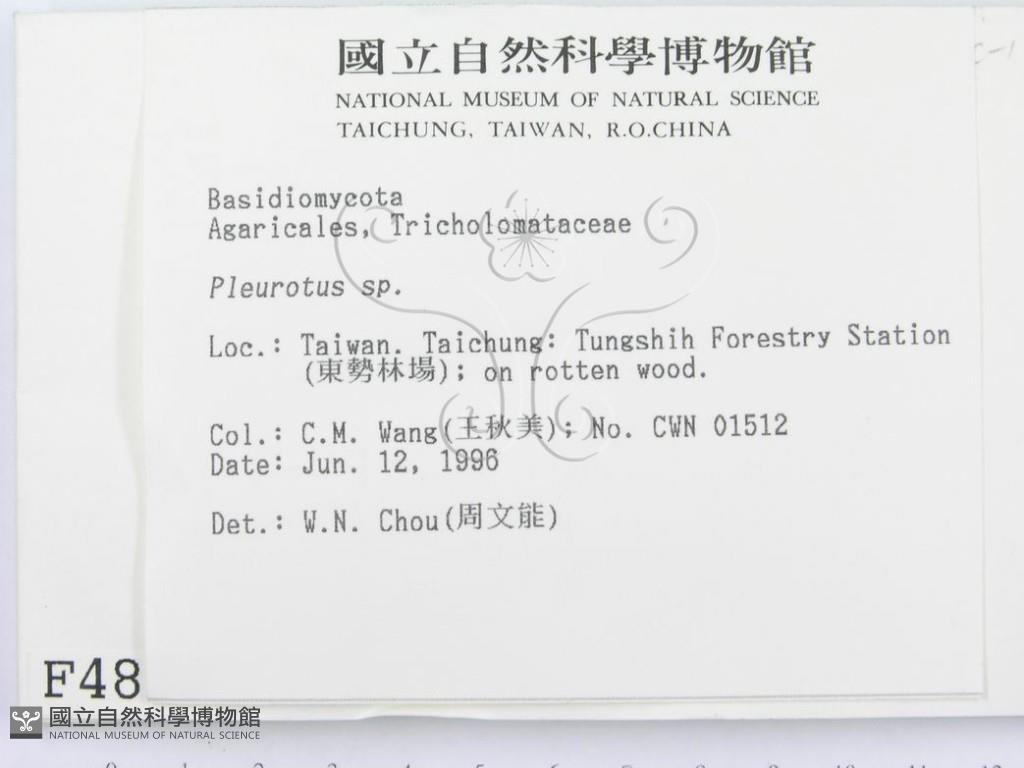 國立自然科學博物館
NATIONAL MUSEUM OF NATURAL SCIENCE
TAICHUNG, TAIWAN, R.O.CHINA
Basidiomycota
Agaricales, Tricholomataceae
Pleurotus sp.
Loc.: Taiwan. Taichung: Tungshih Forestry Station
(東勢林場); on rotten wood.
Col.: C.M. Wang(王秋美); No. CWN 01512
Date: Jun. 12, 1996
Det.: W.N. Chou(周文能)
F48
國立自然科學博物館
NATIONAL MUSEUM OF NATURAL SCIENCE